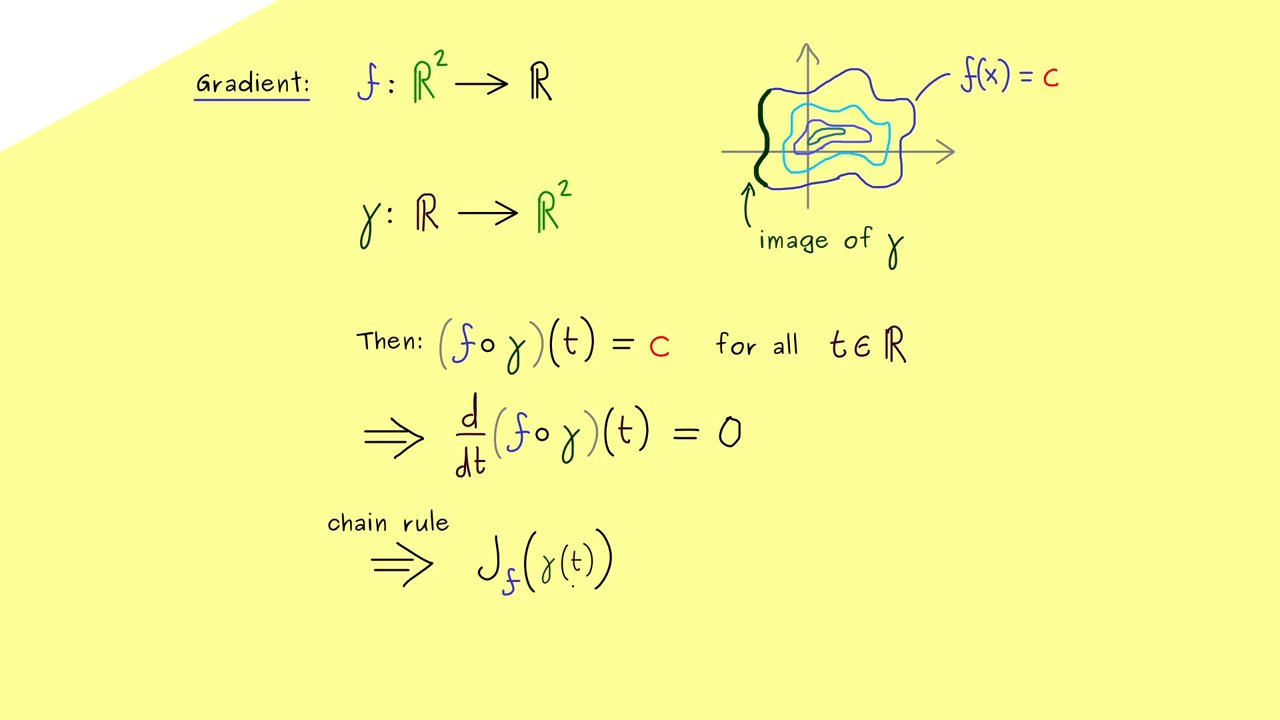 Gradient: f: ℝ² ⟶ ℝ
f(x) = c
γ: ℝ ⟶ ℝ²
image of γ
Then: (f∘γ)(t) = c for all t∈ℝ
⟹ d/dt (f∘γ)(t) = 0
chain rule
⟹ J_f(γ(t))